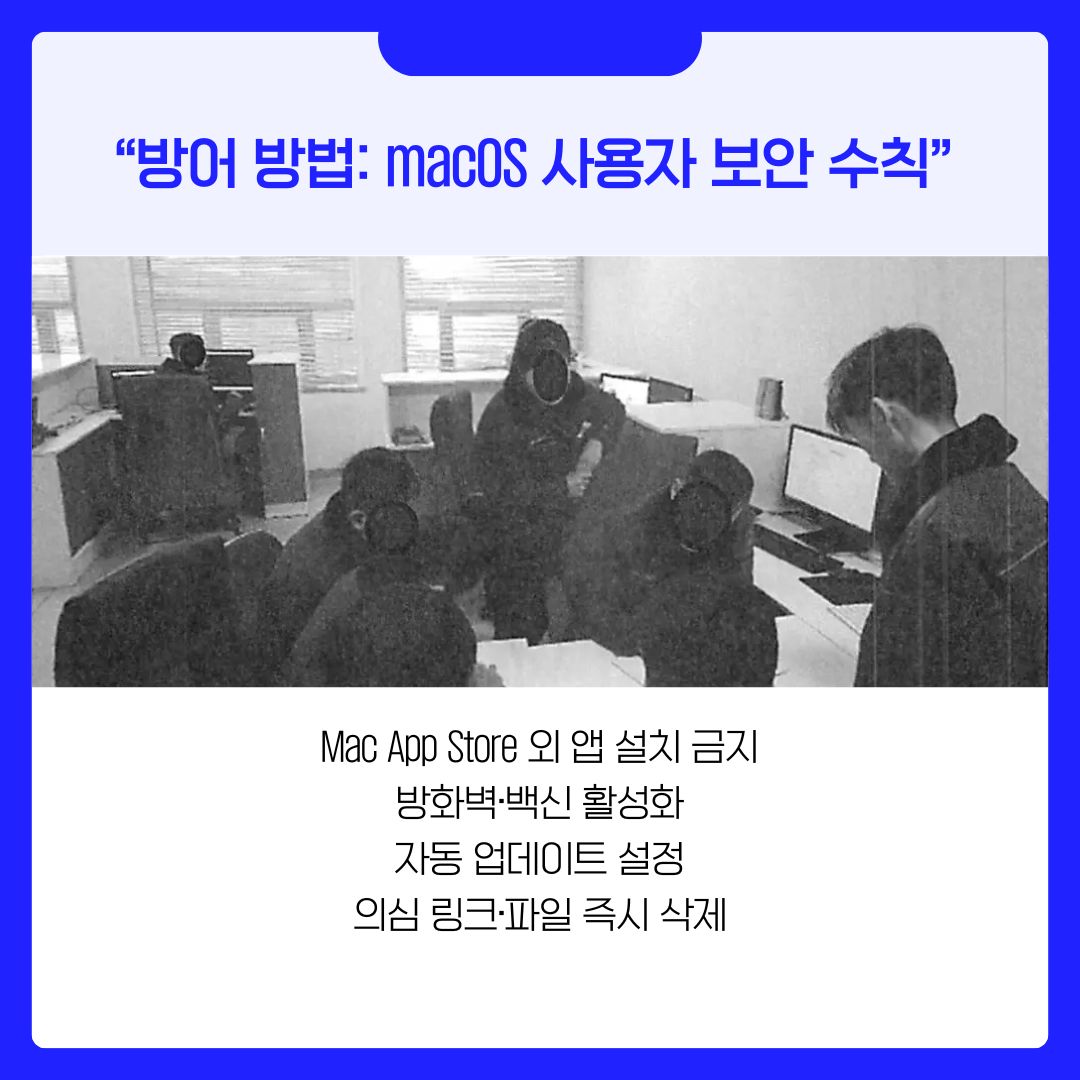 “방어 방법: macOS 사용자 보안 수칙”
Mac App Store 외 앱 설치 금지
방화벽·백신 활성화
자동 업데이트 설정
의심 링크·파일 즉시 삭제